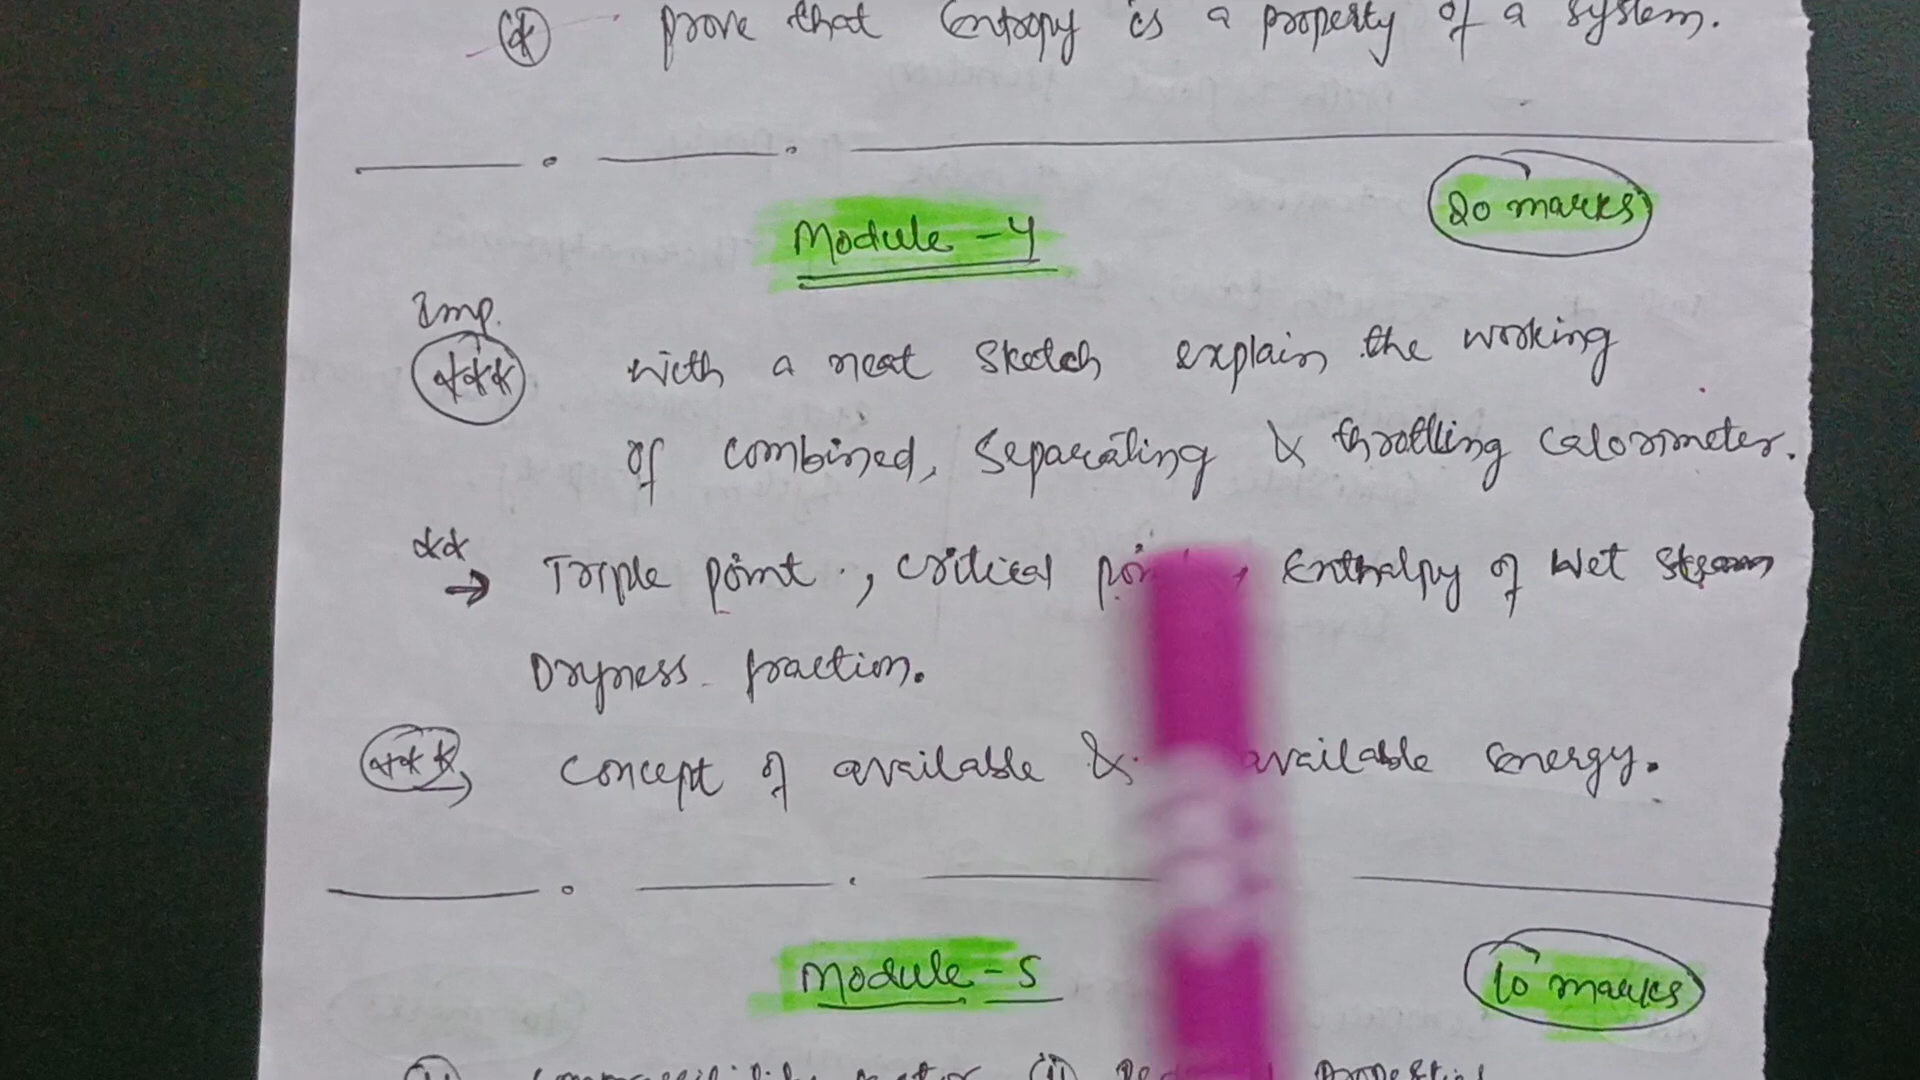 * prove that Entropy is a property of a system.
Module - 4
20 marks
Imp.
*** with a neat sketch explain the working
of combined, separating & throttling calorimeter.
**
→ Triple point , critical , Enthalpy of wet steam
Dryness fraction.
*** concept of available & available energy.
Module - 5
10 marks